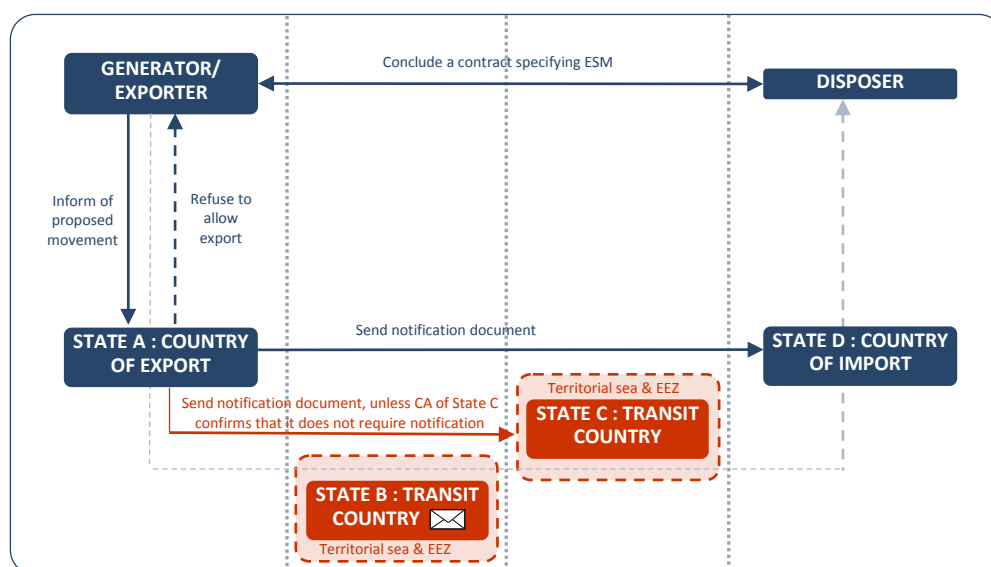 GENERATOR/
EXPORTER
Conclude a contract specifying ESM
DISPOSER
Inform of
proposed
movement
Refuse to
allow
export
STATE A : COUNTRY
OF EXPORT
Send notification document
STATE D : COUNTRY
OF IMPORT
Send notification document, unless CA of State C
confirms that it does not require notification
Territorial sea & EEZ
STATE C : TRANSIT
COUNTRY
STATE B : TRANSIT
COUNTRY
Territorial sea & EEZ